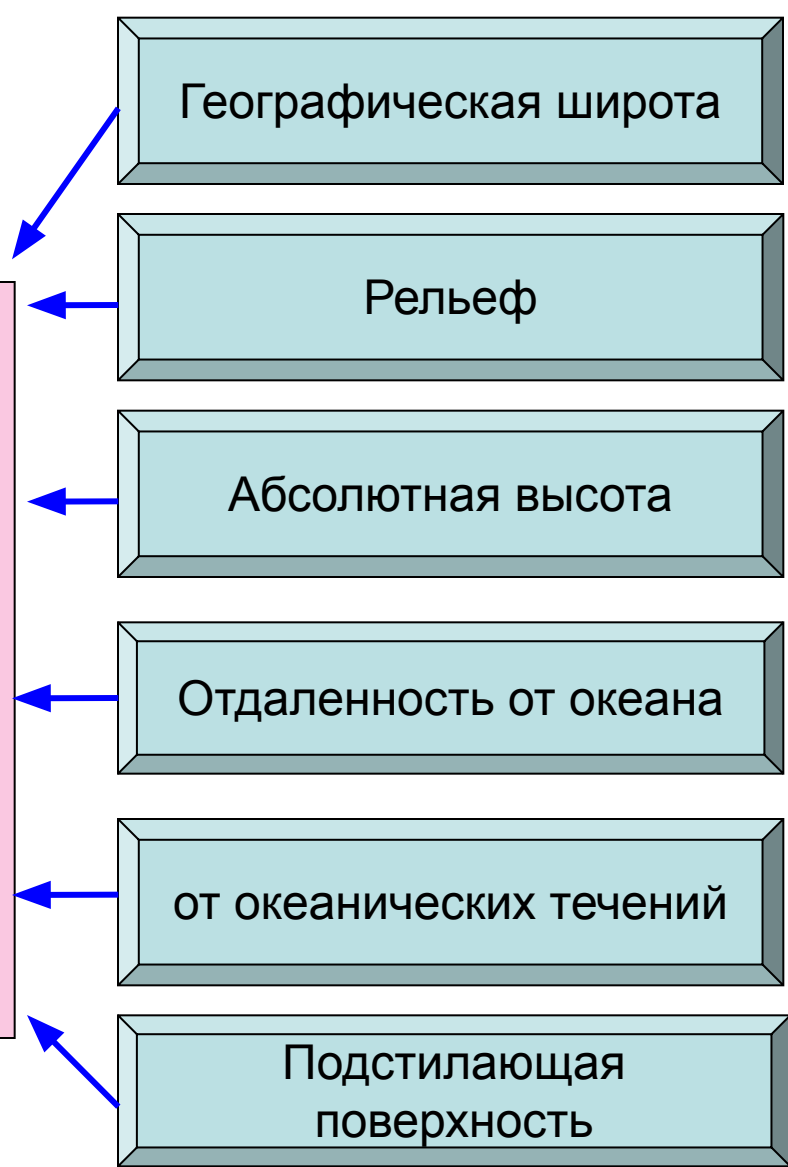 Географическая широта
Рельеф
Абсолютная высота
Отдаленность от океана
от океанических течений
Подстилающая
поверхность